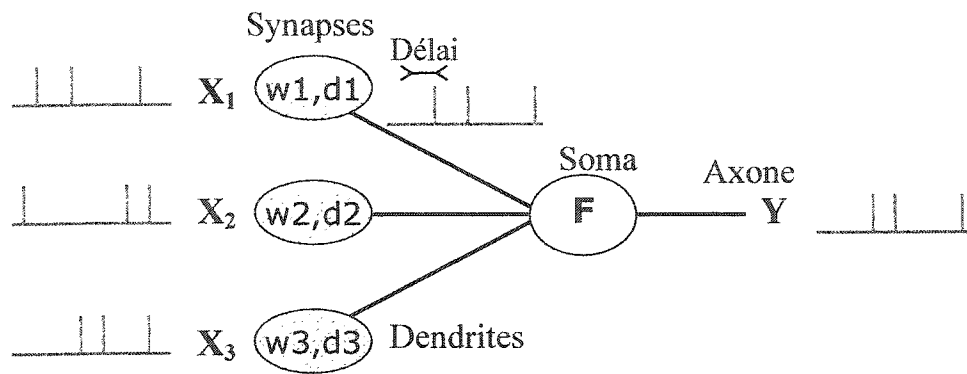 Synapses
Délai
X1
w1,d1
Soma
Axone
X2
w2,d2
F
Y
X3
w3,d3
Dendrites